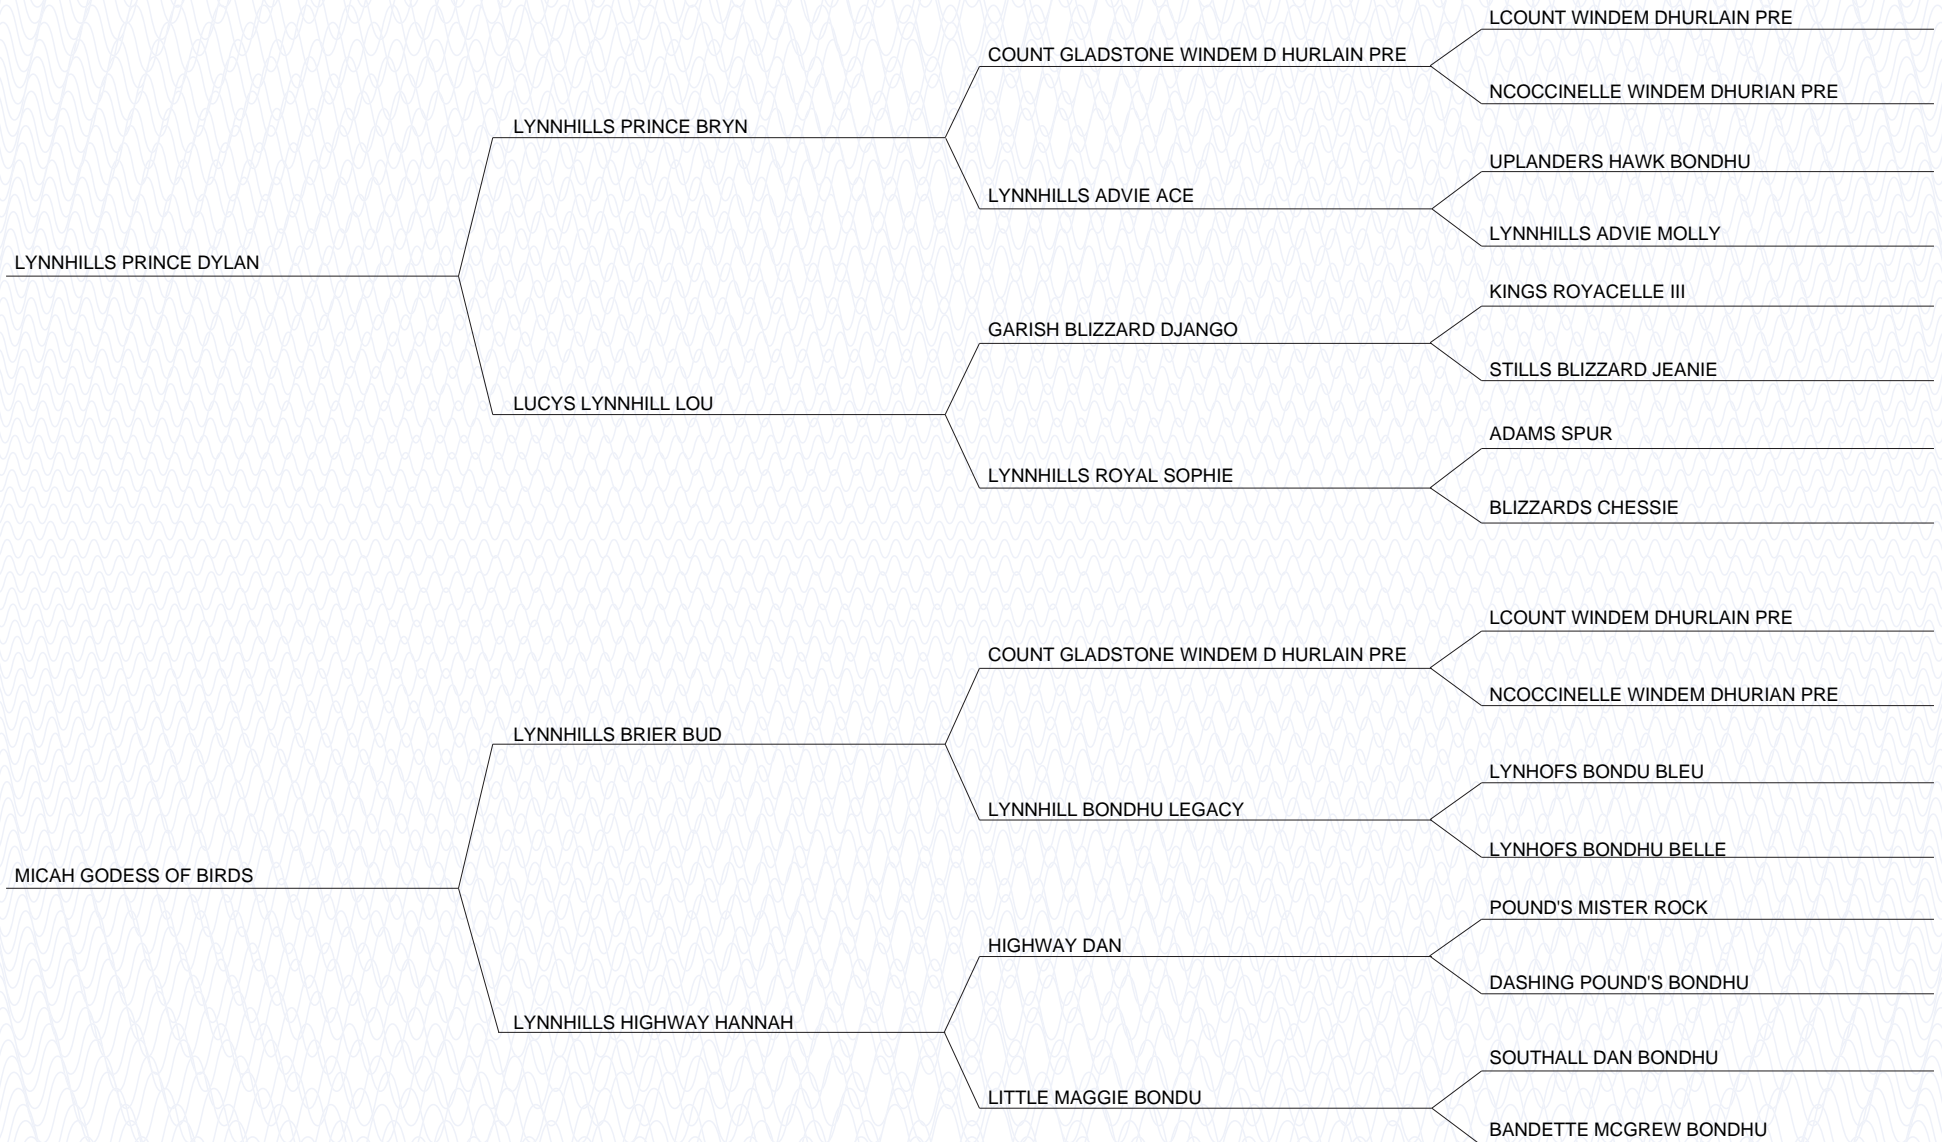 LCOUNT WINDEM DHURLAIN PRE
COUNT GLADSTONE WINDEM D HURLAIN PRE
NCOCCINELLE WINDEM DHURIAN PRE
LYNNHILLS PRINCE BRYN
UPLANDERS HAWK BONDHU
LYNNHILLS ADVIE ACE
LYNNHILLS ADVIE MOLLY
LYNNHILLS PRINCE DYLAN
KINGS ROYACELLE III
GARISH BLIZZARD DJANGO
STILLS BLIZZARD JEANIE
LUCYS LYNNHILL LOU
ADAMS SPUR
LYNNHILLS ROYAL SOPHIE
BLIZZARDS CHESSIE
LCOUNT WINDEM DHURLAIN PRE
COUNT GLADSTONE WINDEM D HURLAIN PRE
NCOCCINELLE WINDEM DHURIAN PRE
LYNNHILLS BRIER BUD
LYNHOFS BONDU BLEU
LYNNHILL BONDHU LEGACY
LYNHOFS BONDHU BELLE
MICAH GODESS OF BIRDS
POUND'S MISTER ROCK
HIGHWAY DAN
DASHING POUND'S BONDHU
LYNNHILLS HIGHWAY HANNAH
SOUTHALL DAN BONDHU
LITTLE MAGGIE BONDU
BANDETTE MCGREW BONDHU